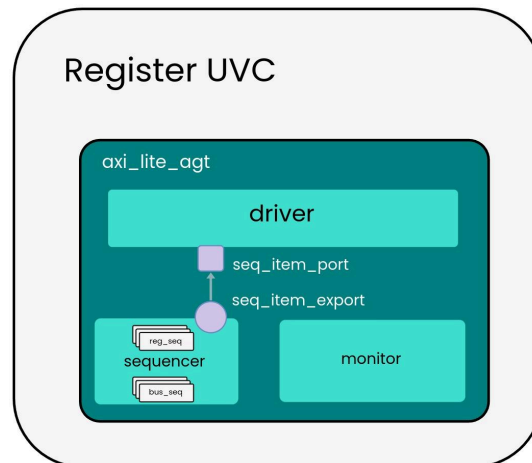 Register UVC
axi_lite_agt
driver
seq_item_port
seq_item_export
reg_seq
sequencer
bus_seq
monitor